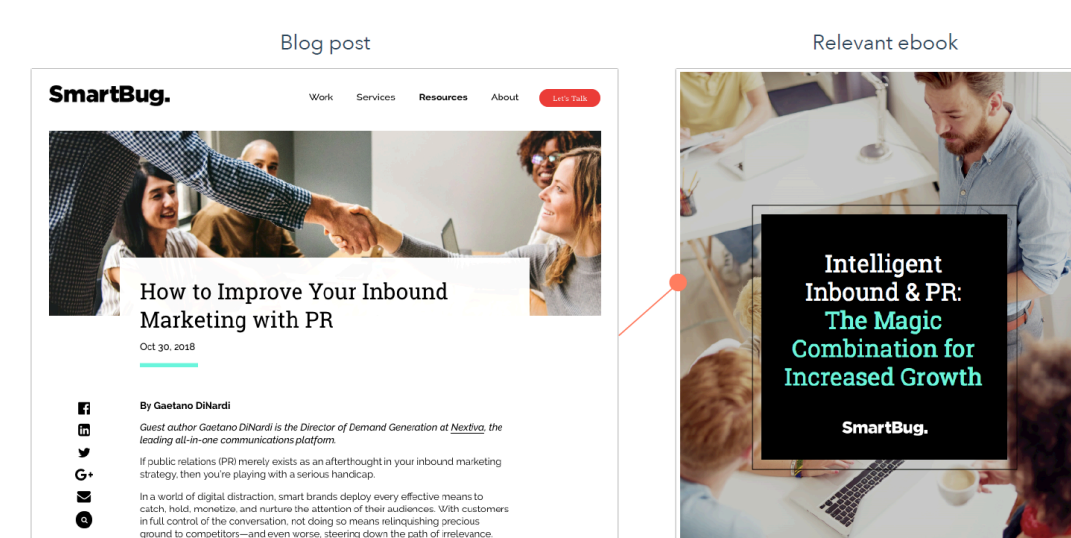 Blog post
Relevant ebook
SmartBug.
Work Services Resources About Let's Talk
How to Improve Your Inbound
Marketing with PR
Oct 30, 2018
By Gaetano DiNardi
Guest author Gaetano DiNardi is the Director of Demand Generation at Nextiva, the
leading all-in-one communications platform.
If public relations (PR) merely exists as an afterthought in your inbound marketing
strategy, then you're playing with a serious handicap.
In a world of digital distraction, smart brands deploy every effective means to
catch, hold, monetize, and nurture the attention of their audiences. With customers
in full control of the conversation, not doing so means relinquishing precious
ground to competitors—and even worse, steering down the path of irrelevance.
Intelligent
Inbound & PR:
The Magic
Combination for
Increased Growth
SmartBug.